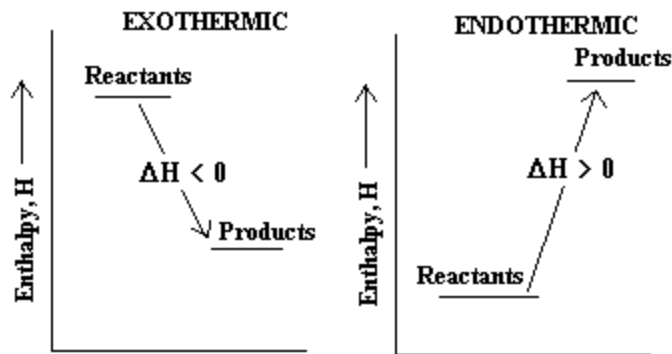 EXOTHERMIC
Reactants
ΔH < 0
Products
Enthalpy, H
ENDOTHERMIC
Products
ΔH > 0
Reactants
Enthalpy, H